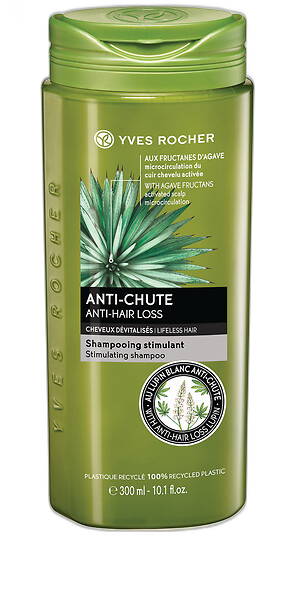 YVES ROCHER
AUX FRUCTANES D'AGAVE
microcirculation du
cuir chevelu activée
WITH AGAVE FRUCTANS
activated scalp
microcirculation
YVES ROCHER
ANTI-CHUTE
ANTI-HAIR LOSS
CHEVEUX DÉVITALISÉS | LIFELESS HAIR
Shampooing stimulant
Stimulating shampoo
AU LUPIN BLANC ANTI-CHUTE
WITH ANTI-HAIR LOSS LUPIN
PLASTIQUE RECYCLÉ 100% RECYCLED PLASTIC
℮ 300 ml - 10.1 fl.oz.